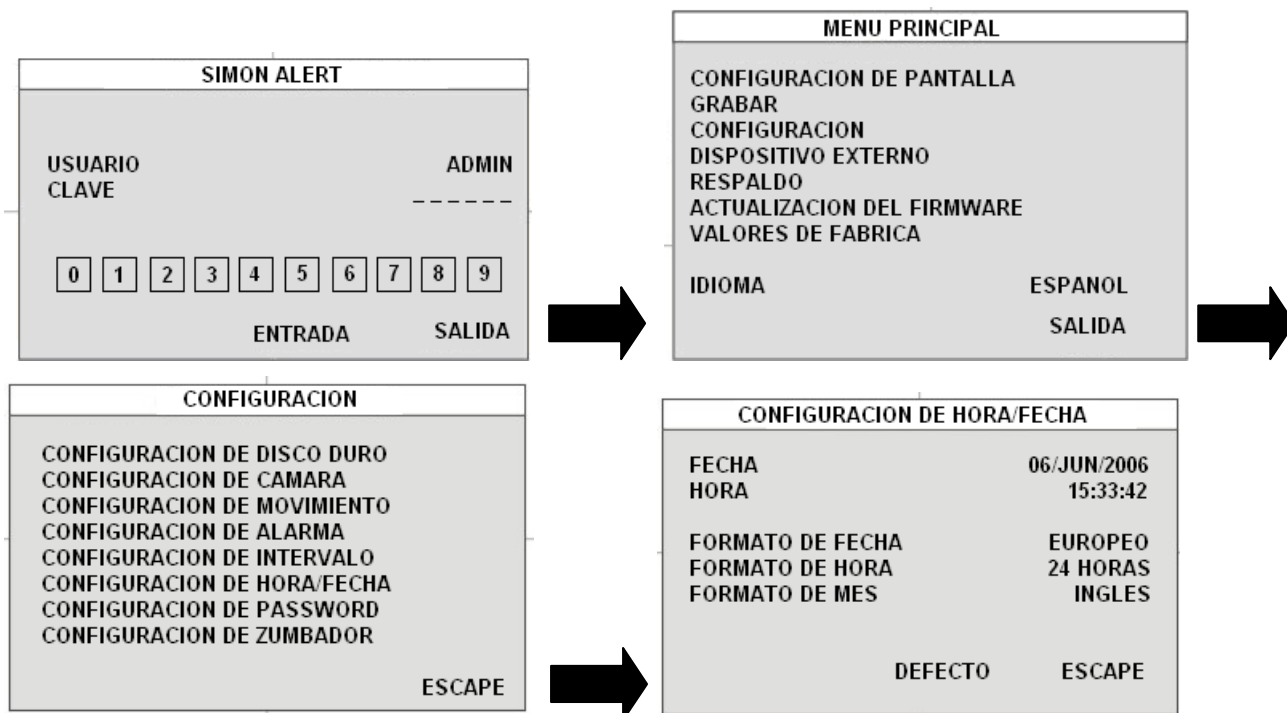 SIMON ALERT
USUARIO ADMIN
CLAVE _ _ _ _ _ _
0 1 2 3 4 5 6 7 8 9
ENTRADA SALIDA
MENU PRINCIPAL
CONFIGURACION DE PANTALLA
GRABAR
CONFIGURACION
DISPOSITIVO EXTERNO
RESPALDO
ACTUALIZACION DEL FIRMWARE
VALORES DE FABRICA
IDIOMA ESPANOL
SALIDA
CONFIGURACION
CONFIGURACION DE DISCO DURO
CONFIGURACION DE CAMARA
CONFIGURACION DE MOVIMIENTO
CONFIGURACION DE ALARMA
CONFIGURACION DE INTERVALO
CONFIGURACION DE HORA/FECHA
CONFIGURACION DE PASSWORD
CONFIGURACION DE ZUMBADOR
ESCAPE
CONFIGURACION DE HORA/FECHA
FECHA 06/JUN/2006
HORA 15:33:42
FORMATO DE FECHA EUROPEO
FORMATO DE HORA 24 HORAS
FORMATO DE MES INGLES
DEFECTO ESCAPE